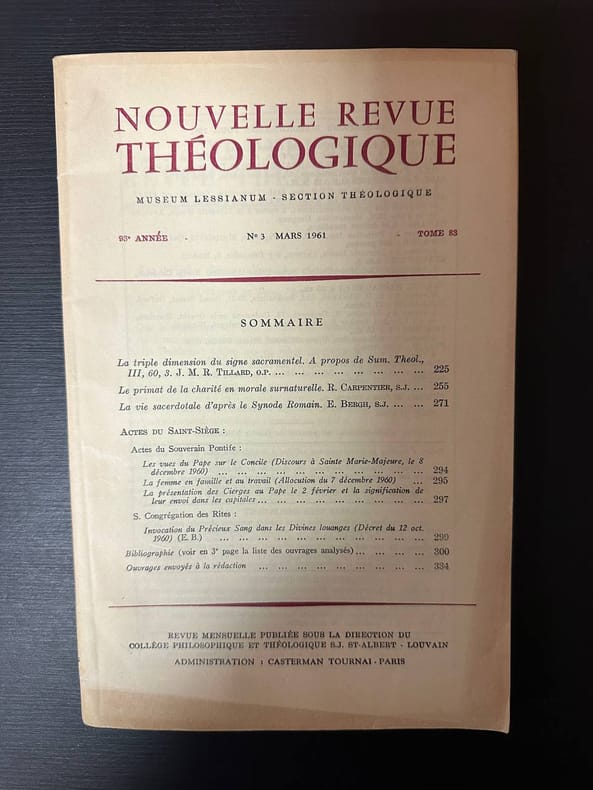 NOUVELLE REVUE
THÉOLOGIQUE
MUSEUM LESSIANUM - SECTION THÉOLOGIQUE
93e ANNÉE - No 3 MARS 1961 - TOME 83
SOMMAIRE
La triple dimension du signe sacramentel. A propos de Sum. Theol.,
III, 60, 3. J. M. R. TILLARD, O.P. ... ... ... ... ... ... ... ... ... 225
Le primat de la charité en morale surnaturelle. R. CARPENTIER, S.J. ... 255
La vie sacerdotale d'après le Synode Romain. E. BERGH, S.J. ... ... 271
ACTES DU SAINT-SIÈGE :
Actes du Souverain Pontife :
Les vues du Pape sur le Concile (Discours à Sainte Marie-Majeure, le 8
décembre 1960) ... ... ... ... ... ... ... ... ... ... ... 294
La femme en famille et au travail (Allocution du 7 décembre 1960) ... 295
La présentation des Cierges au Pape le 2 février et la signification de
leur envoi dans les capitales ... ... ... ... ... ... ... ... ... 297
S. Congrégation des Rites :
Invocation du Précieux Sang dans les Divines louanges (Décret du 12 oct.
1960) (E. B.) ... ... ... ... ... ... ... ... ... ... ... 299
Bibliographie (voir en 3e page la liste des ouvrages analysés) ... ... ... ... 300
Ouvrages envoyés à la rédaction ... ... ... ... ... ... ... ... ... 334
REVUE MENSUELLE PUBLIÉE SOUS LA DIRECTION DU
COLLÈGE PHILOSOPHIQUE ET THÉOLOGIQUE S.J. ST-ALBERT - LOUVAIN
ADMINISTRATION : CASTERMAN TOURNAI - PARIS